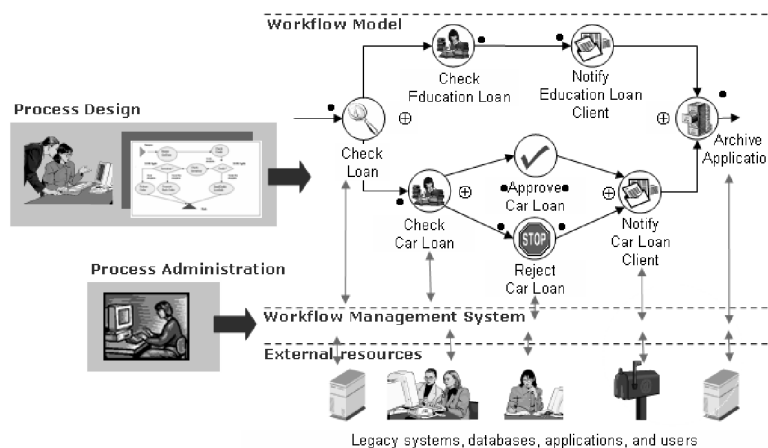 Workflow Model
Check
Education Loan
Notify
Education Loan
Client
Process Design
Check
Loan
Archive
Applicatio
Approve
Car Loan
Check
Car Loan
STOP
Notify
Car Loan
Client
Reject
Car Loan
Process Administration
Workflow Management System
External resources
Legacy systems, databases, applications, and users